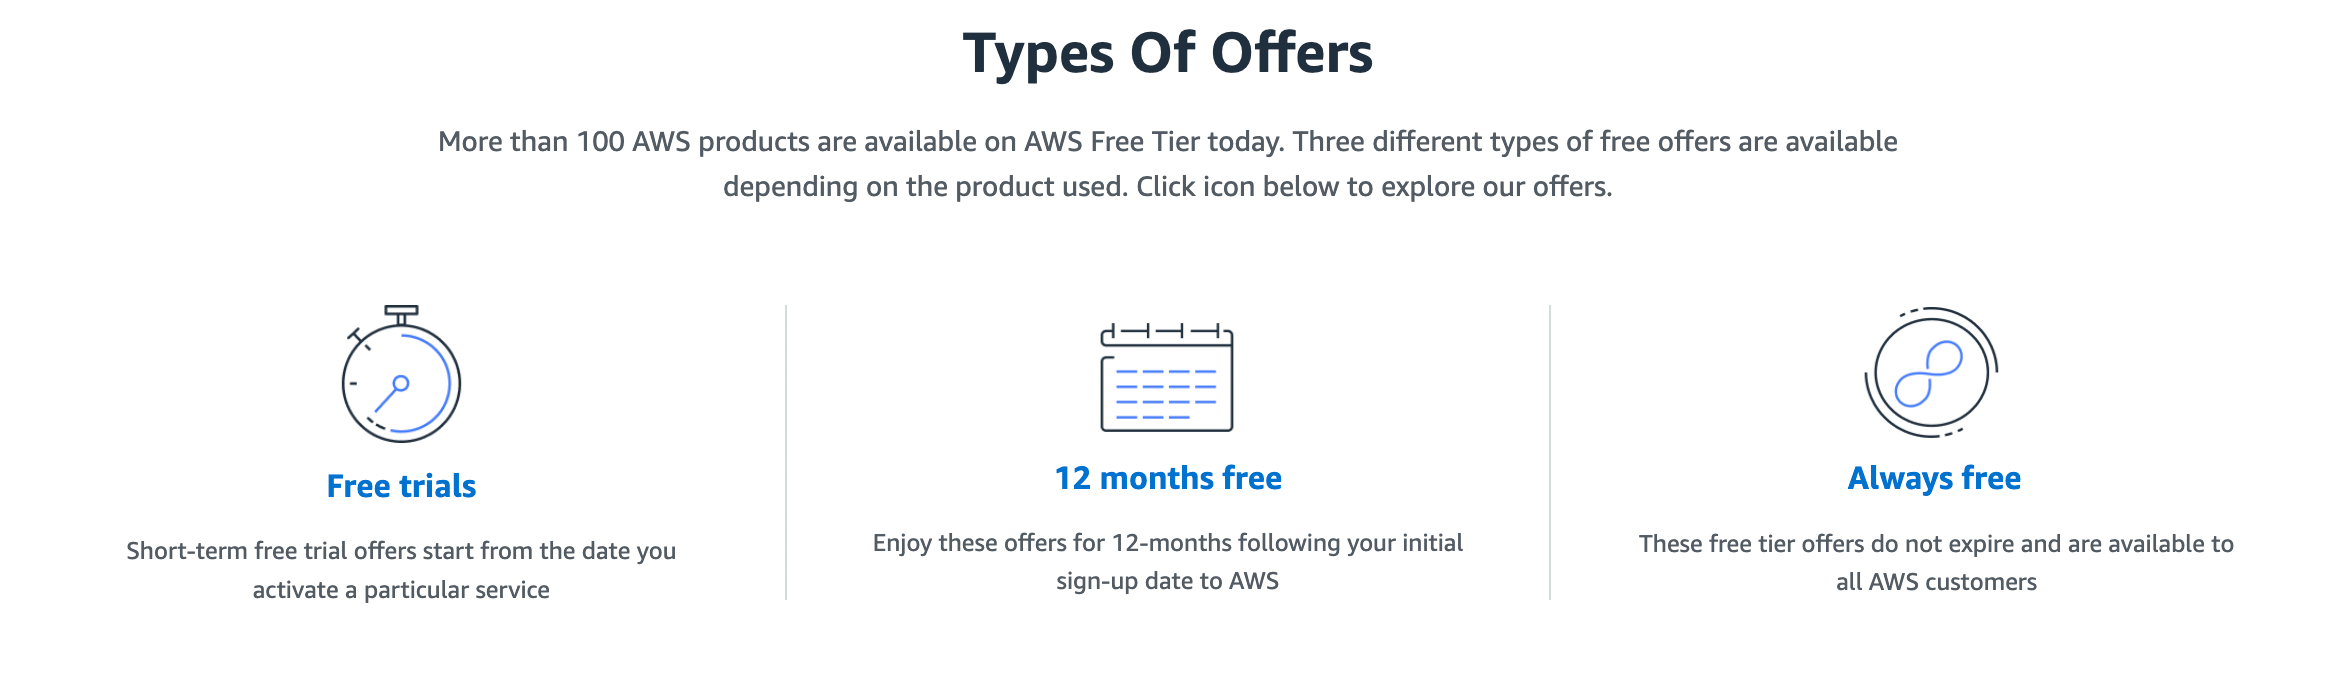 Types Of Offers
More than 100 AWS products are available on AWS Free Tier today. Three different types of free offers are available
depending on the product used. Click icon below to explore our offers.
Free trials
Short-term free trial offers start from the date you
activate a particular service
12 months free
Enjoy these offers for 12-months following your initial
sign-up date to AWS
Always free
These free tier offers do not expire and are available to
all AWS customers